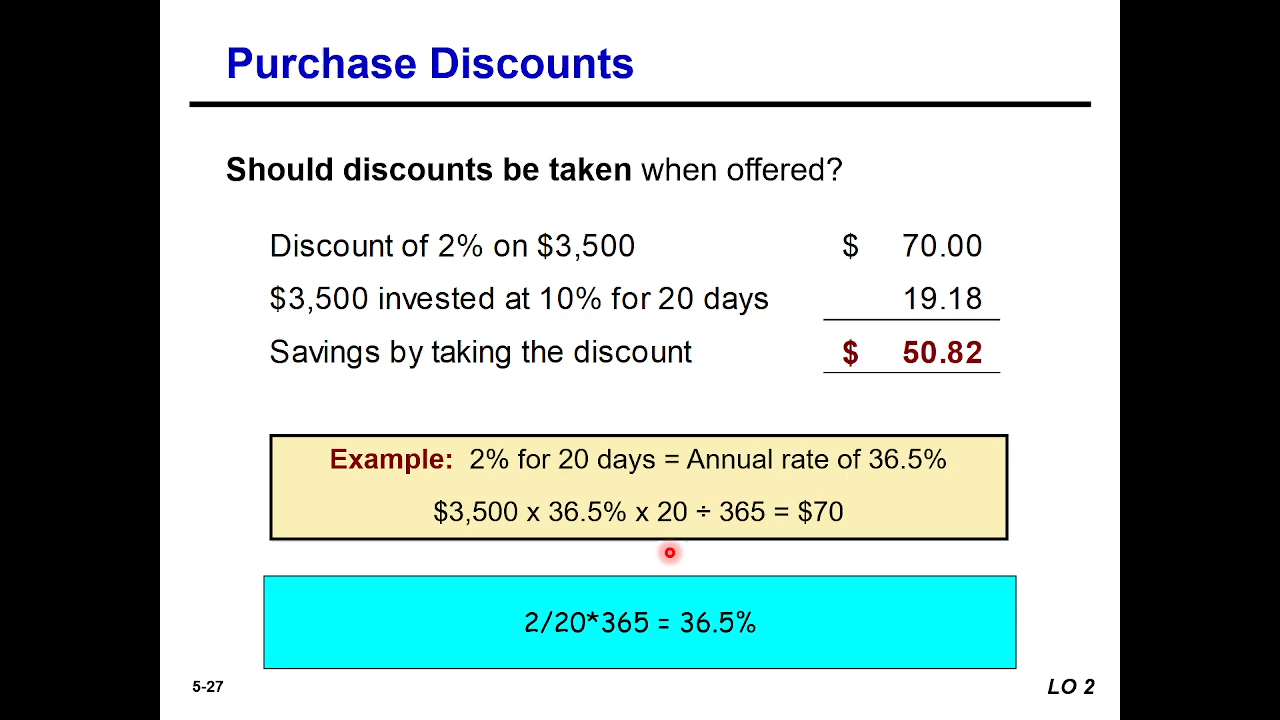 Purchase Discounts
Should discounts be taken when offered?
Discount of 2% on $3,500 $ 70.00
$3,500 invested at 10% for 20 days 19.18
Savings by taking the discount $ 50.82
Example: 2% for 20 days = Annual rate of 36.5%
$3,500 x 36.5% x 20 ÷ 365 = $70
2/20*365 = 36.5%
5-27 LO 2